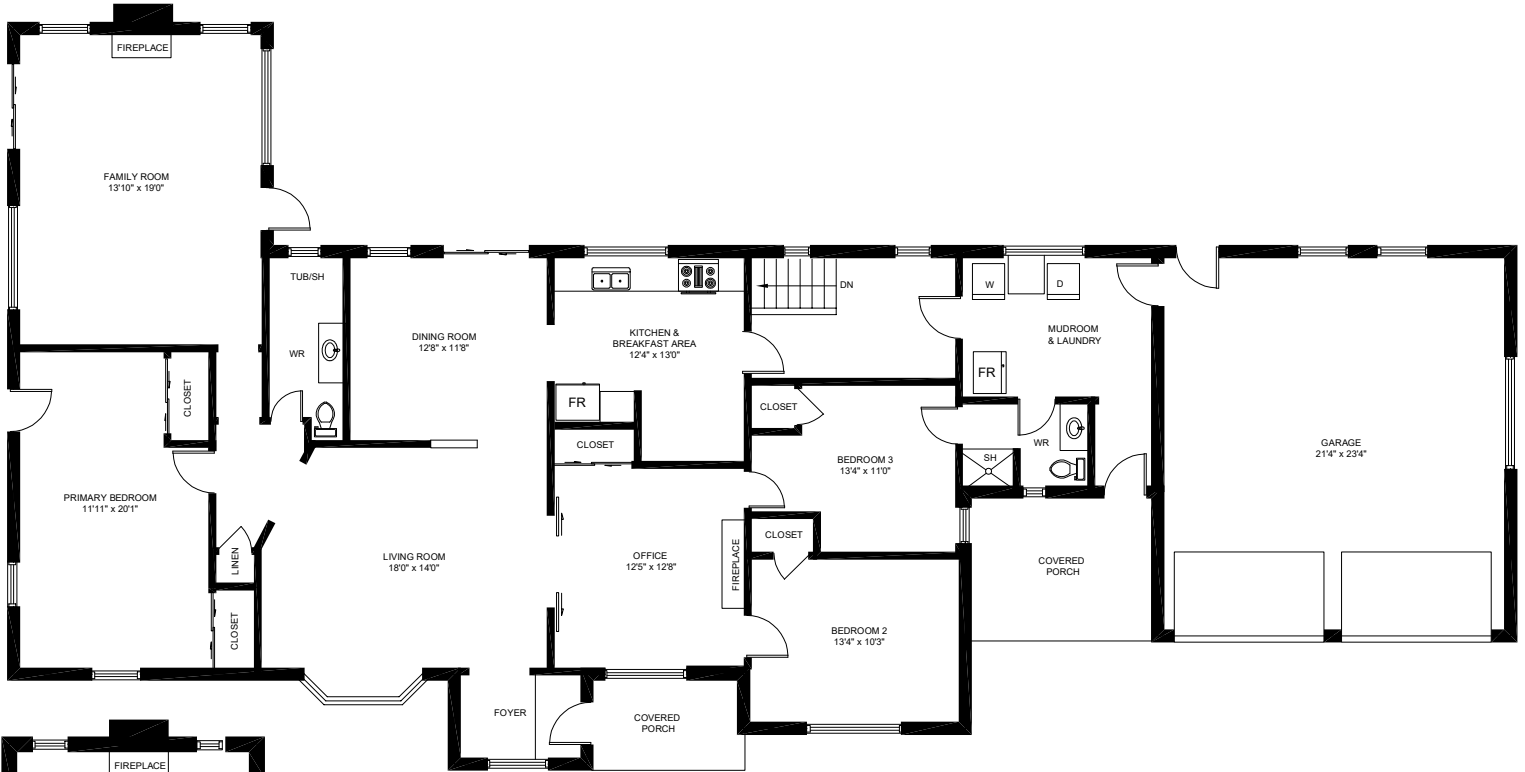 FIREPLACE
FAMILY ROOM
13'10" x 19'0"
TUB/SH
WR
DINING ROOM
12'8" x 11'8"
KITCHEN &
BREAKFAST AREA
12'4" x 13'0"
FR
DN
W
D
MUDROOM
& LAUNDRY
FR
CLOSET
PRIMARY BEDROOM
11'11" x 20'1"
LINEN
CLOSET
LIVING ROOM
18'0" x 14'0"
CLOSET
OFFICE
12'5" x 12'8"
FIREPLACE
CLOSET
BEDROOM 3
13'4" x 11'0"
CLOSET
BEDROOM 2
13'4" x 10'3"
WR
SH
COVERED
PORCH
GARAGE
21'4" x 23'4"
FOYER
COVERED
PORCH
FIREPLACE